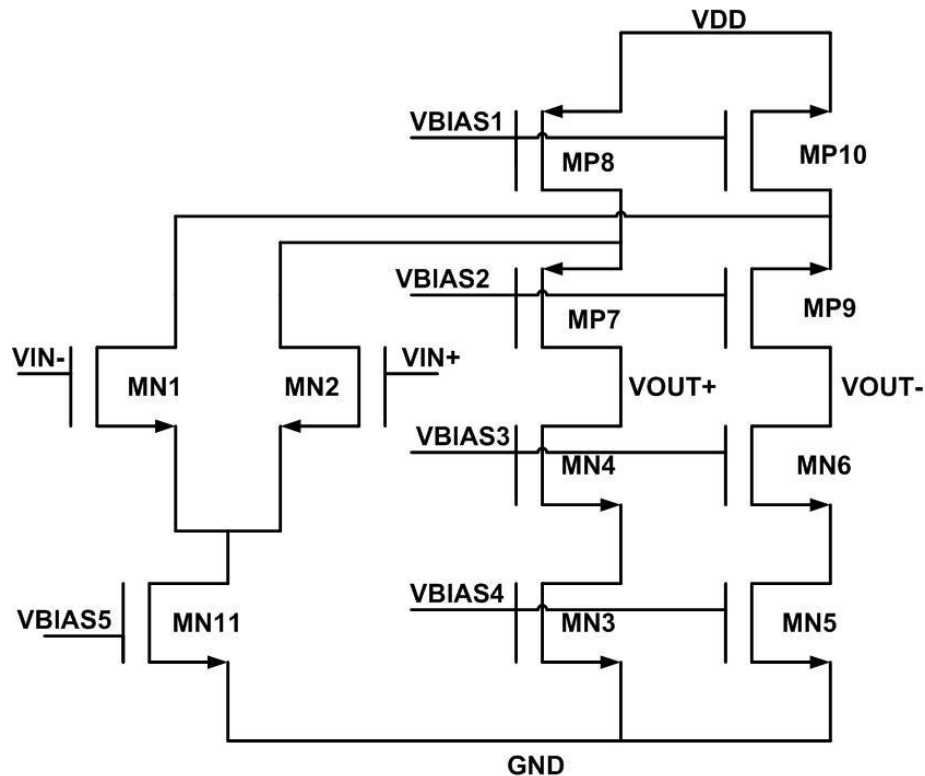 VDD
VBIAS1
MP8
MP10
VBIAS2
MP7
MP9
VIN-
MN1
MN2
VIN+
VOUT+
VOUT-
VBIAS3
MN4
MN6
VBIAS5
MN11
VBIAS4
MN3
MN5
GND